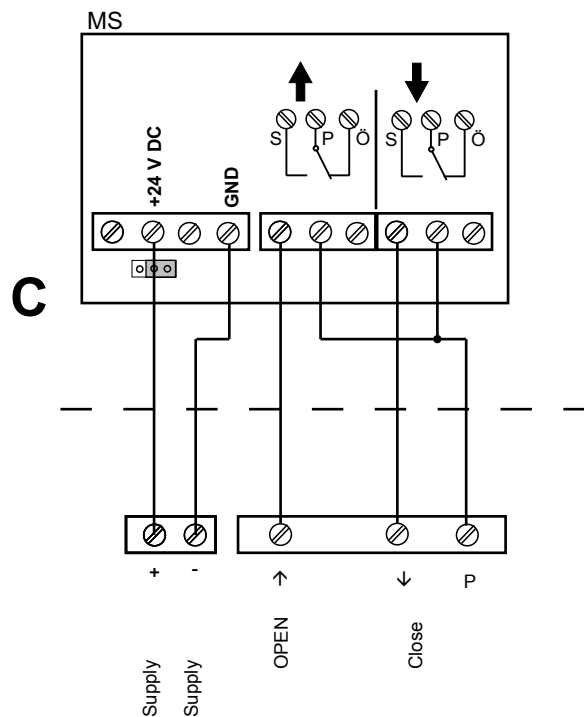 MS
S P Ö
S P Ö
+24 V DC
GND
C
+ -
↑ ↓ P
OPEN
Close
Supply
Supply